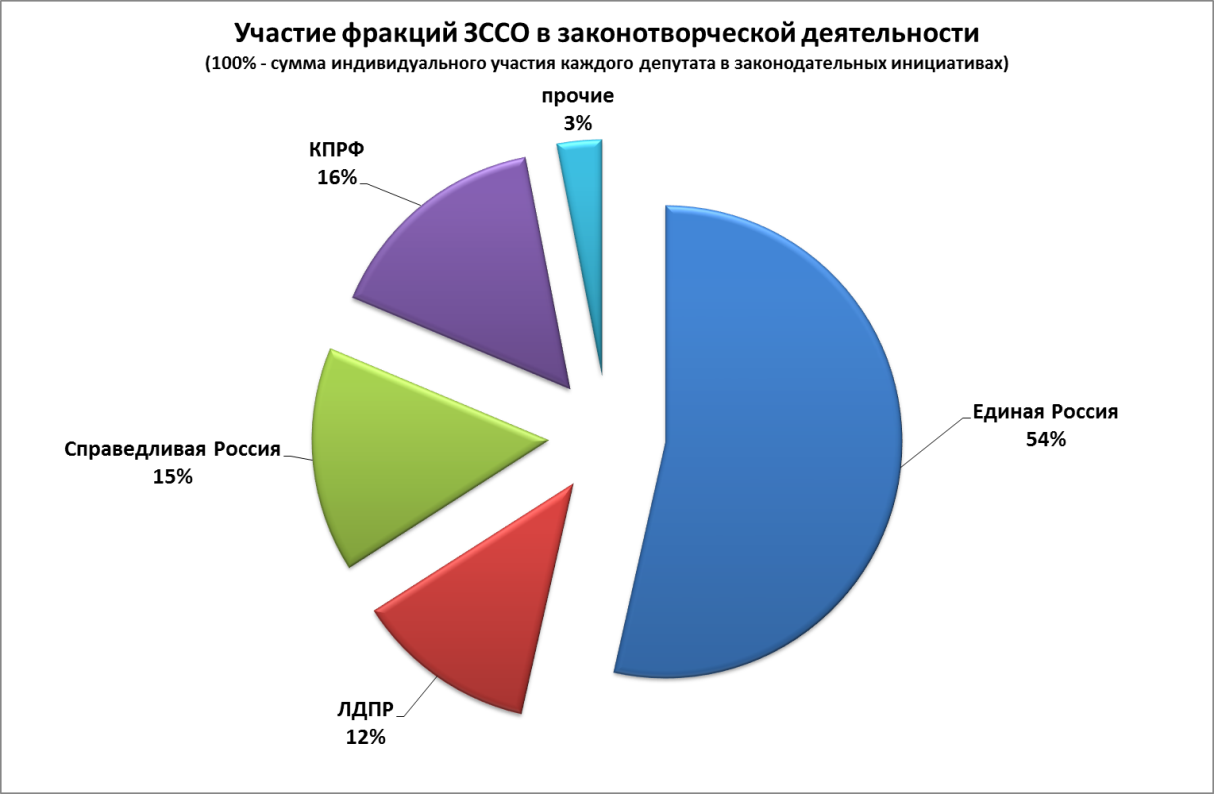 Участие фракций ЗССО в законотворческой деятельности
(100% - сумма индивидуального участия каждого депутата в законодательных инициативах)
прочие
3%
КПРФ
16%
Единая Россия
54%
Справедливая Россия
15%
ЛДПР
12%